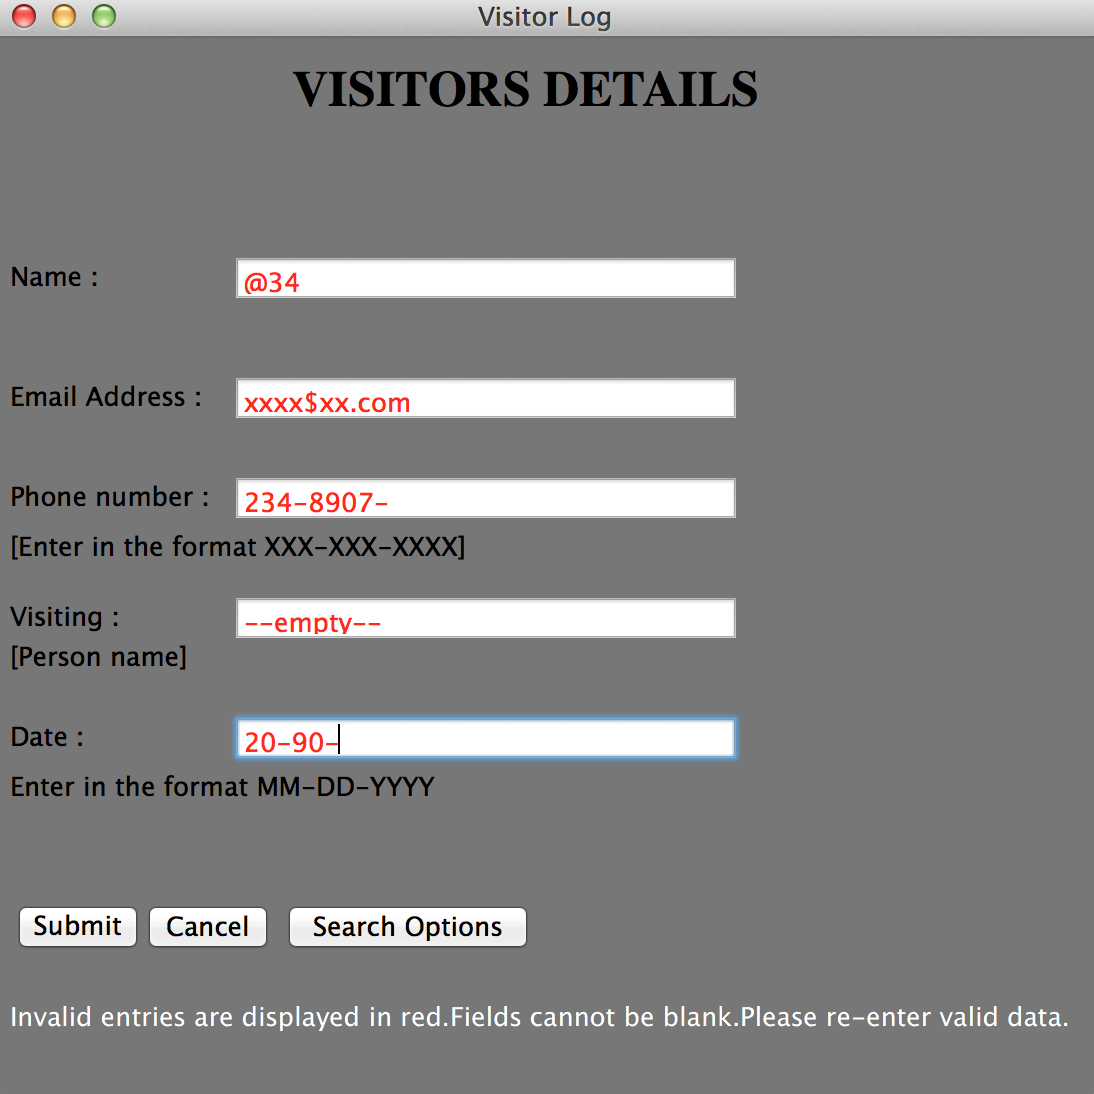 Visitor Log
VISITORS DETAILS
Name :
@34
Email Address :
xxxx$xx.com
Phone number :
234-8907-
[Enter in the format XXX-XXX-XXXX]
Visiting :
--empty--
[Person name]
Date :
20-90-
Enter in the format MM-DD-YYYY
Submit
Cancel
Search Options
Invalid entries are displayed in red.Fields cannot be blank.Please re-enter valid data.